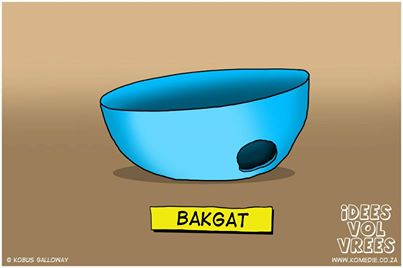 BAKGAT
iDEES
VOL
VREES
© KOBUS GALLOWAY
WWW.KOMEDIE.CO.ZA